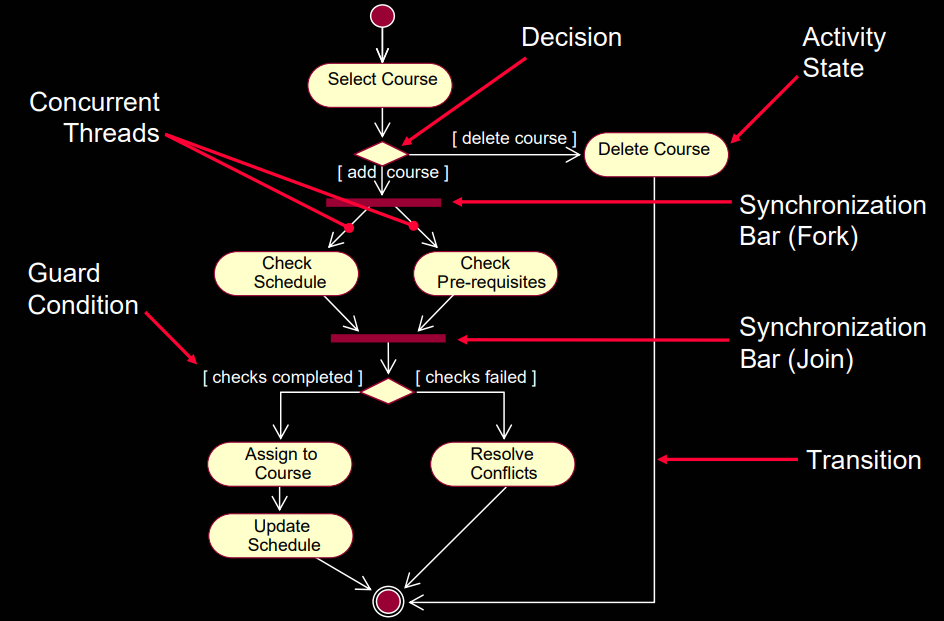 Decision
Activity
State
Select Course
Concurrent
Threads
[ delete course ]
Delete Course
[ add course ]
Synchronization
Bar (Fork)
Check
Schedule
Check
Pre-requisites
Guard
Condition
Synchronization
Bar (Join)
[ checks completed ]
[ checks failed ]
Assign to
Course
Resolve
Conflicts
Transition
Update
Schedule